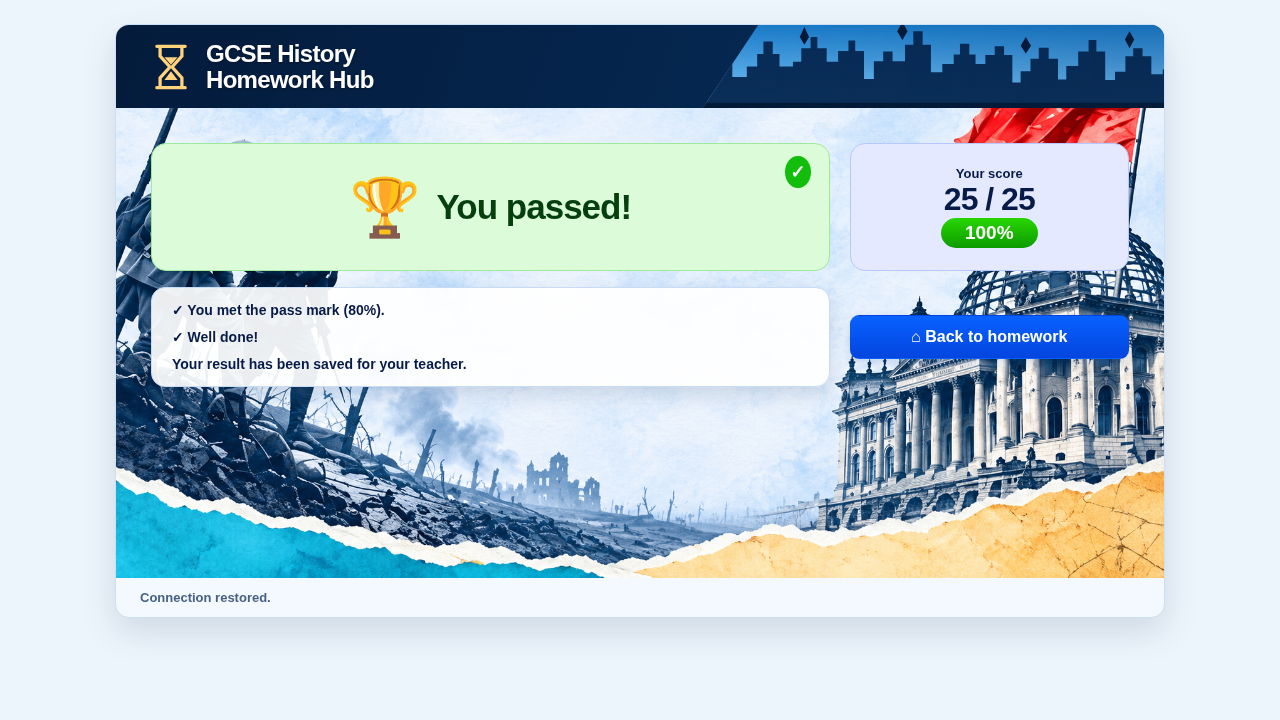 GCSE History
Homework Hub
You passed!
✓
Your score
25 / 25
100%
✓ You met the pass mark (80%).
✓ Well done!
Your result has been saved for your teacher.
⌂ Back to homework
Connection restored.